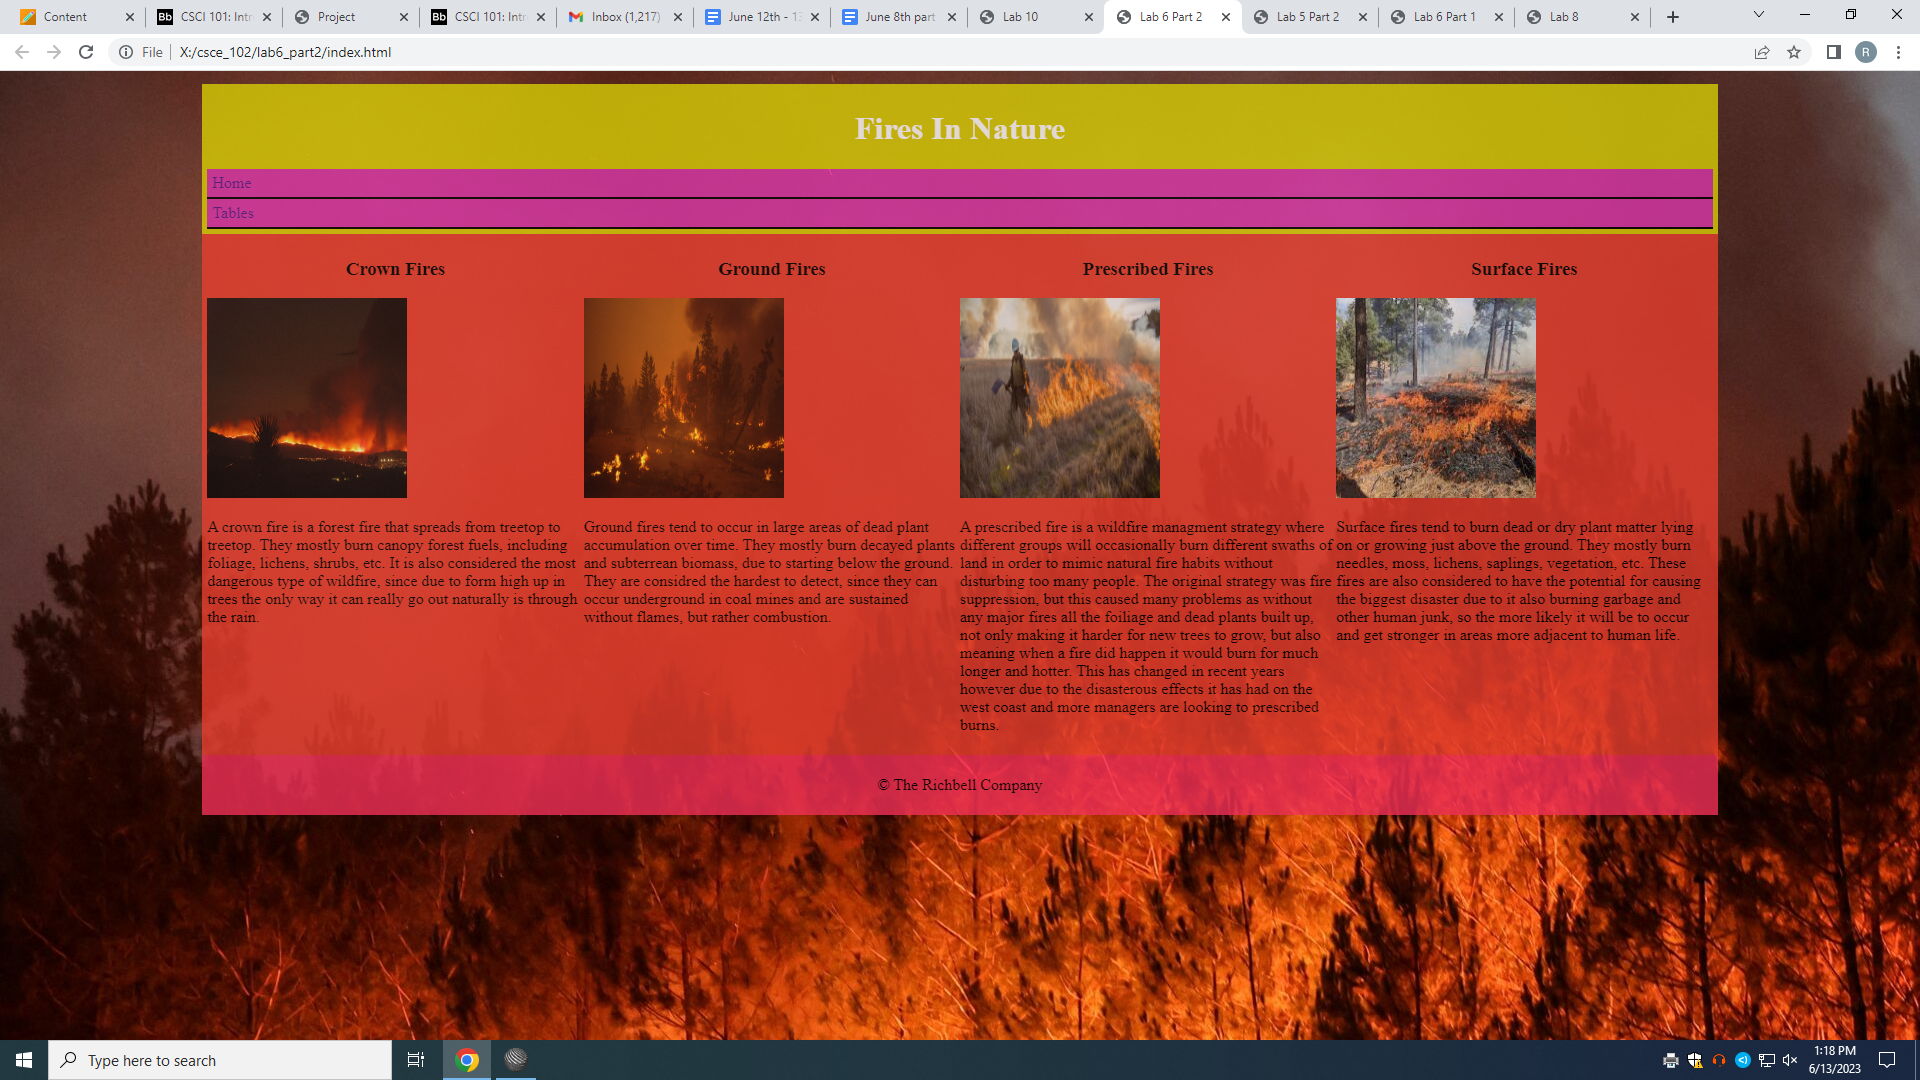 Content
CSCI 101: Intr
Project
CSCI 101: Intr
Inbox (1,217)
June 12th - 13
June 8th part
Lab 10
Lab 6 Part 2
Lab 5 Part 2
Lab 6 Part 1
Lab 8
File
X:/csce_102/lab6_part2/index.html
R
Fires In Nature
Home
Tables
Crown Fires
A crown fire is a forest fire that spreads from treetop to
treetop. They mostly burn canopy forest fuels, including
foliage, lichens, shrubs, etc. It is also considered the most
dangerous type of wildfire, since due to form high up in
trees the only way it can really go out naturally is through
the rain.
Ground Fires
Ground fires tend to occur in large areas of dead plant
accumulation over time. They mostly burn decayed plants
and subterrean biomass, due to starting below the ground.
They are considred the hardest to detect, since they can
occur underground in coal mines and are sustained
without flames, but rather combustion.
Prescribed Fires
A prescribed fire is a wildfire managment strategy where
different groups will occasionally burn different swaths of
land in order to mimic natural fire habits without
disturbing too many people. The original strategy was fire
suppression, but this caused many problems as without
any major fires all the foiliage and dead plants built up,
not only making it harder for new trees to grow, but also
meaning when a fire did happen it would burn for much
longer and hotter. This has changed in recent years
however due to the disasterous effects it has had on the
west coast and more managers are looking to prescribed
burns.
Surface Fires
Surface fires tend to burn dead or dry plant matter lying
on or growing just above the ground. They mostly burn
needles, moss, lichens, saplings, vegetation, etc. These
fires are also considered to have the potential for causing
the biggest disaster due to it also burning garbage and
other human junk, so the more likely it will be to occur
and get stronger in areas more adjacent to human life.
© The Richbell Company
Type here to search
1:18 PM
6/13/2023